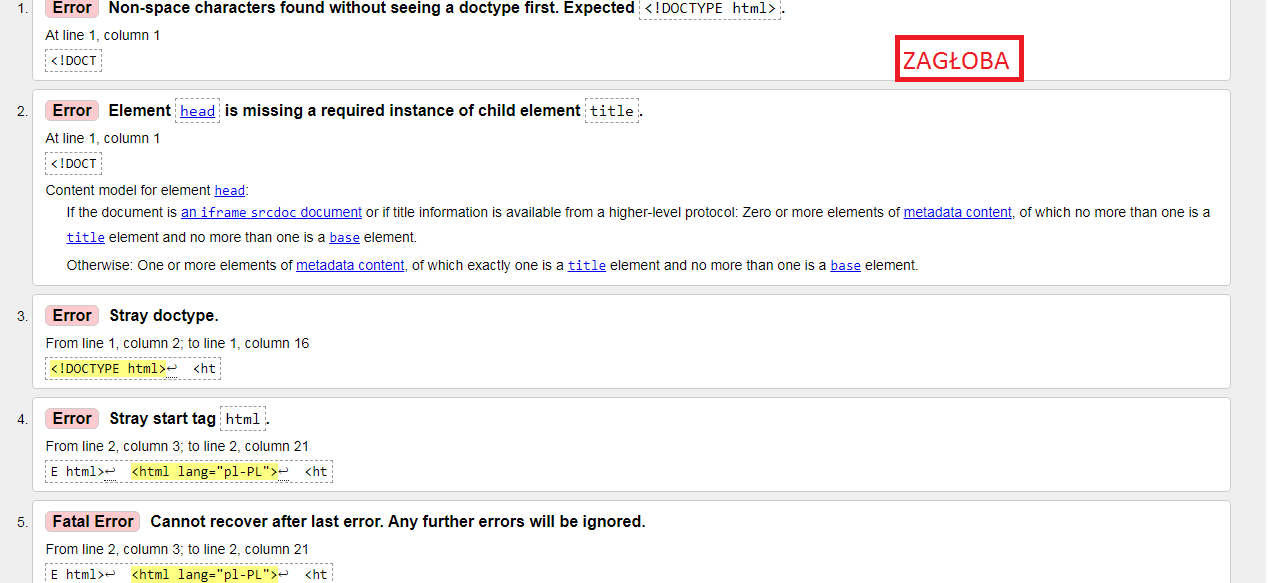 1. Error Non-space characters found without seeing a doctype first. Expected <!DOCTYPE html>.
At line 1, column 1
<!DOCT
ZAGŁOBA
2. Error Element head is missing a required instance of child element title.
At line 1, column 1
<!DOCT
Content model for element head:
If the document is an iframe srcdoc document or if title information is available from a higher-level protocol: Zero or more elements of metadata content, of which no more than one is a
title element and no more than one is a base element.
Otherwise: One or more elements of metadata content, of which exactly one is a title element and no more than one is a base element.
3. Error Stray doctype.
From line 1, column 2; to line 1, column 16
<!DOCTYPE html>↩ <ht
4. Error Stray start tag html.
From line 2, column 3; to line 2, column 21
E html>↩ <html lang="pl-PL">↩ <ht
5. Fatal Error Cannot recover after last error. Any further errors will be ignored.
From line 2, column 3; to line 2, column 21
E html>↩ <html lang="pl-PL">↩ <ht